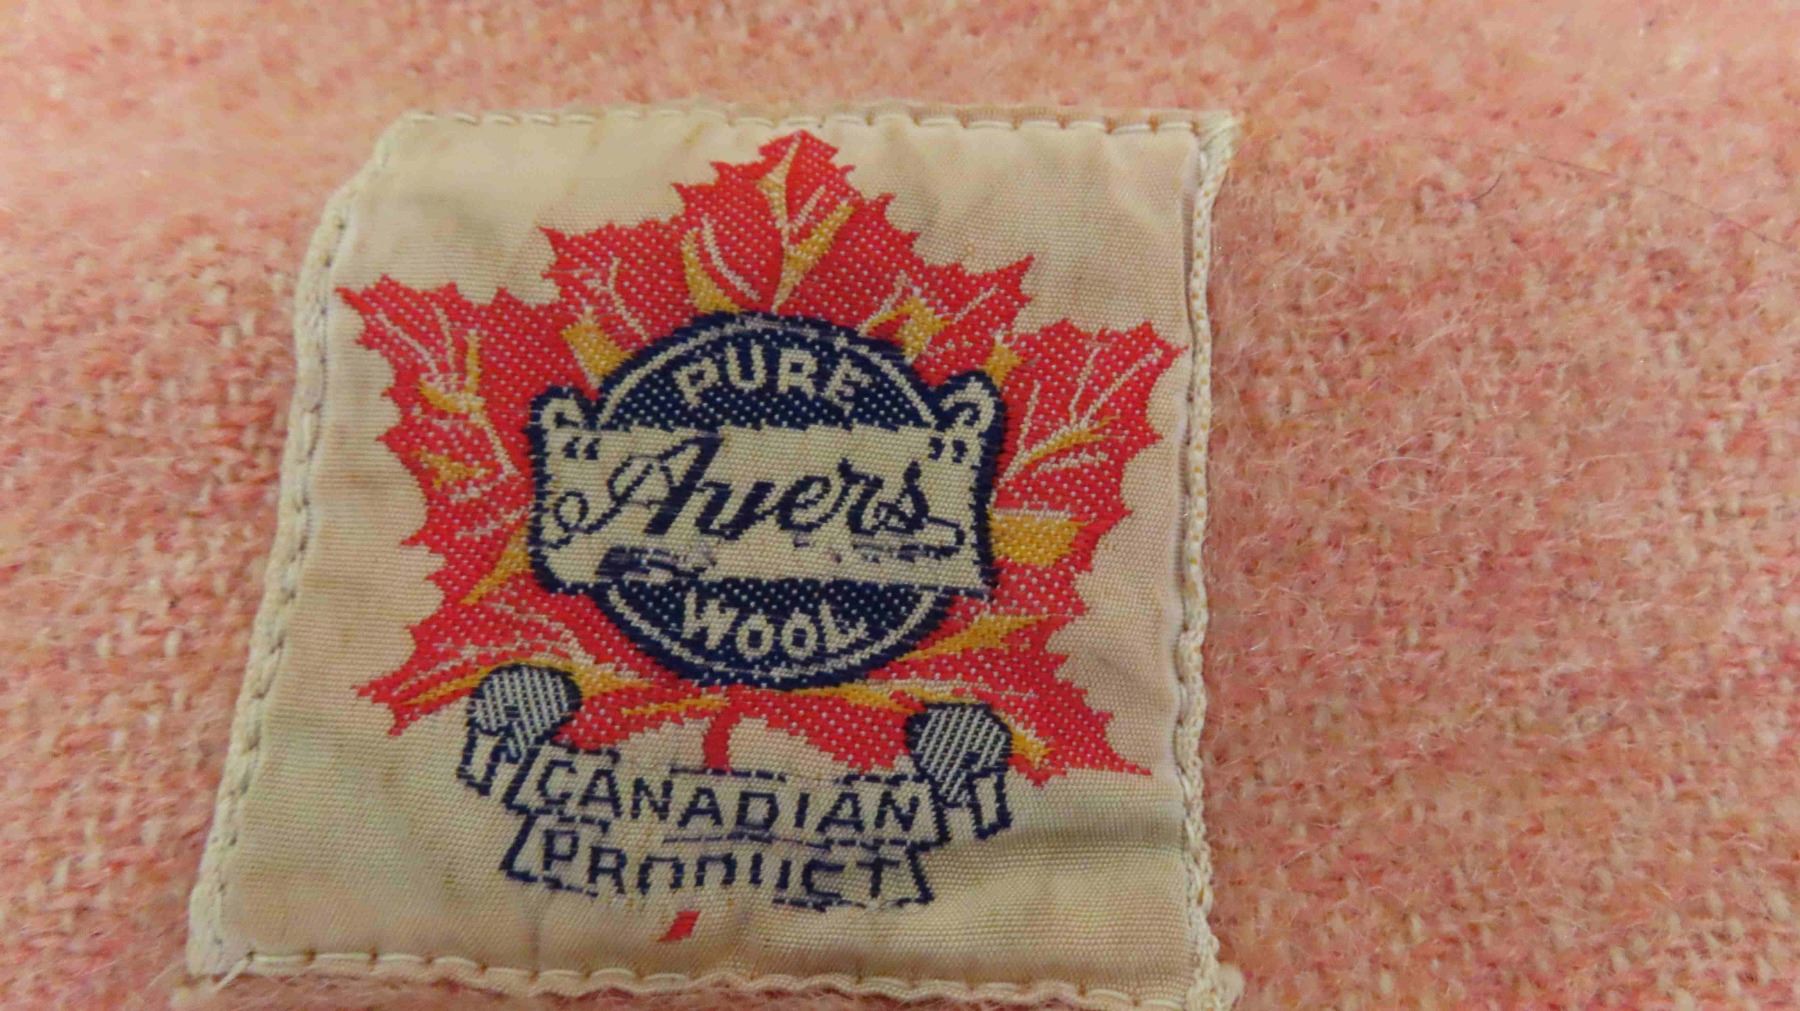 PURE
"Ayers"
WOOL
CANADIAN
PRODUCT